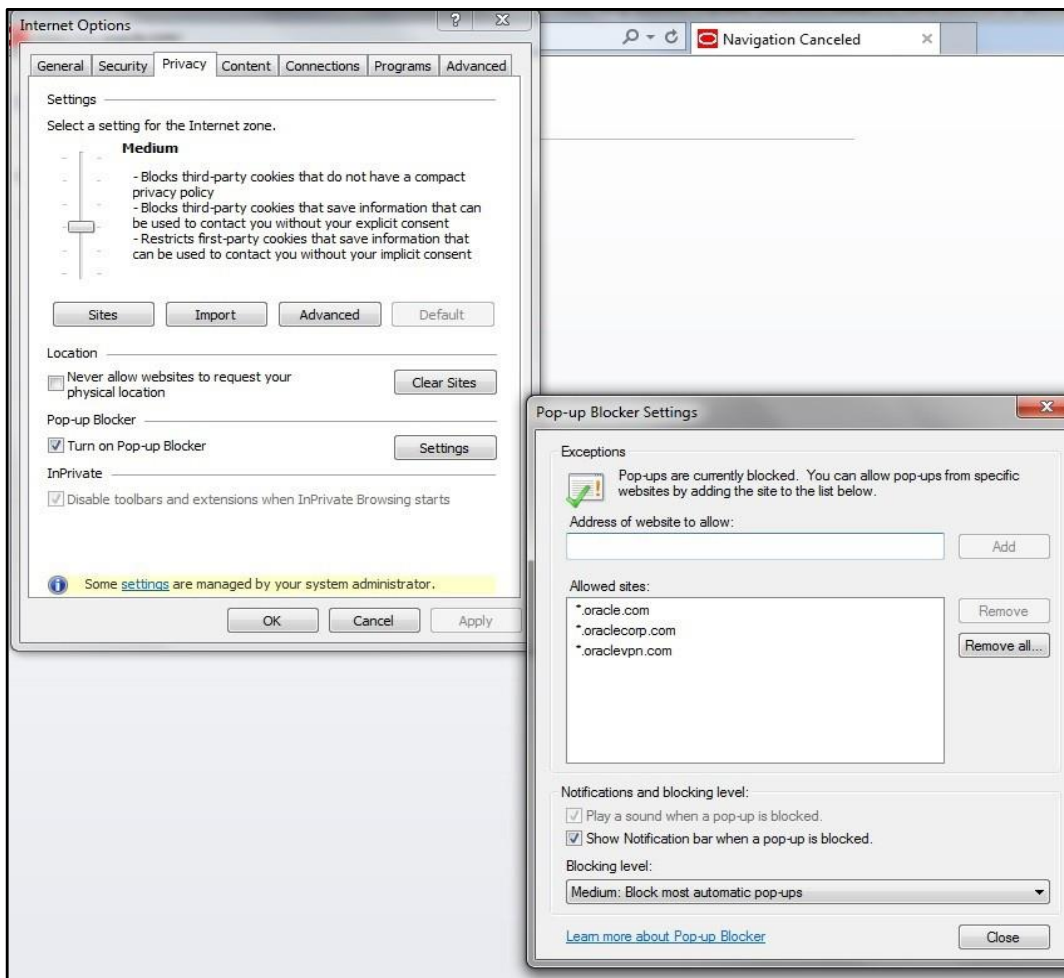 Internet Options
Navigation Canceled
General Security Privacy Content Connections Programs Advanced
Settings
Select a setting for the Internet zone.
Medium
- Blocks third-party cookies that do not have a compact
privacy policy
- Blocks third-party cookies that save information that can
be used to contact you without your explicit consent
- Restricts first-party cookies that save information that
can be used to contact you without your implicit consent
Sites Import Advanced Default
Location
Never allow websites to request your
physical location
Clear Sites
Pop-up Blocker
Turn on Pop-up Blocker
Settings
InPrivate
Disable toolbars and extensions when InPrivate Browsing starts
Some settings are managed by your system administrator.
OK Cancel Apply
Pop-up Blocker Settings
Exceptions
Pop-ups are currently blocked. You can allow pop-ups from specific
websites by adding the site to the list below.
Address of website to allow:
Add
Allowed sites:
*.oracle.com
*.oraclecorp.com
*.oraclevpn.com
Remove
Remove all...
Notifications and blocking level:
Play a sound when a pop-up is blocked.
Show Notification bar when a pop-up is blocked.
Blocking level:
Medium: Block most automatic pop-ups
Learn more about Pop-up Blocker
Close